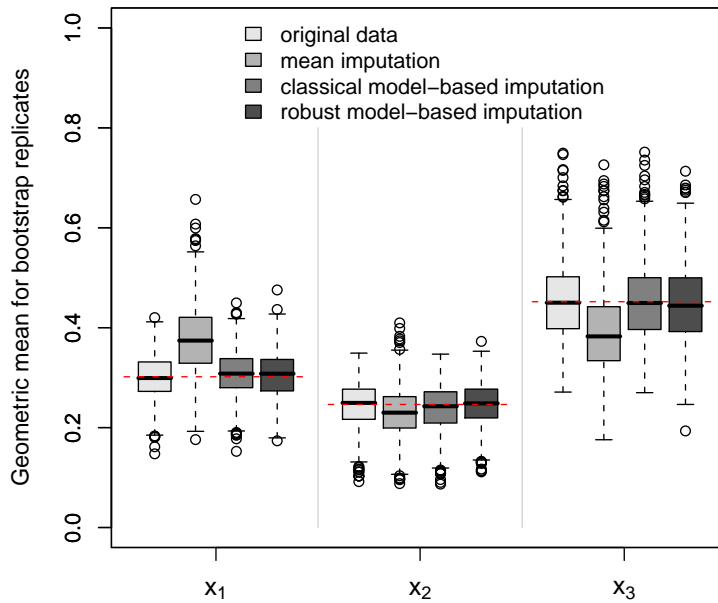 original data
mean imputation
classical model−based imputation
robust model−based imputation
Geometric mean for bootstrap replicates
1.0
0.8
0.6
0.4
0.2
0.0
x₁ x₂ x₃